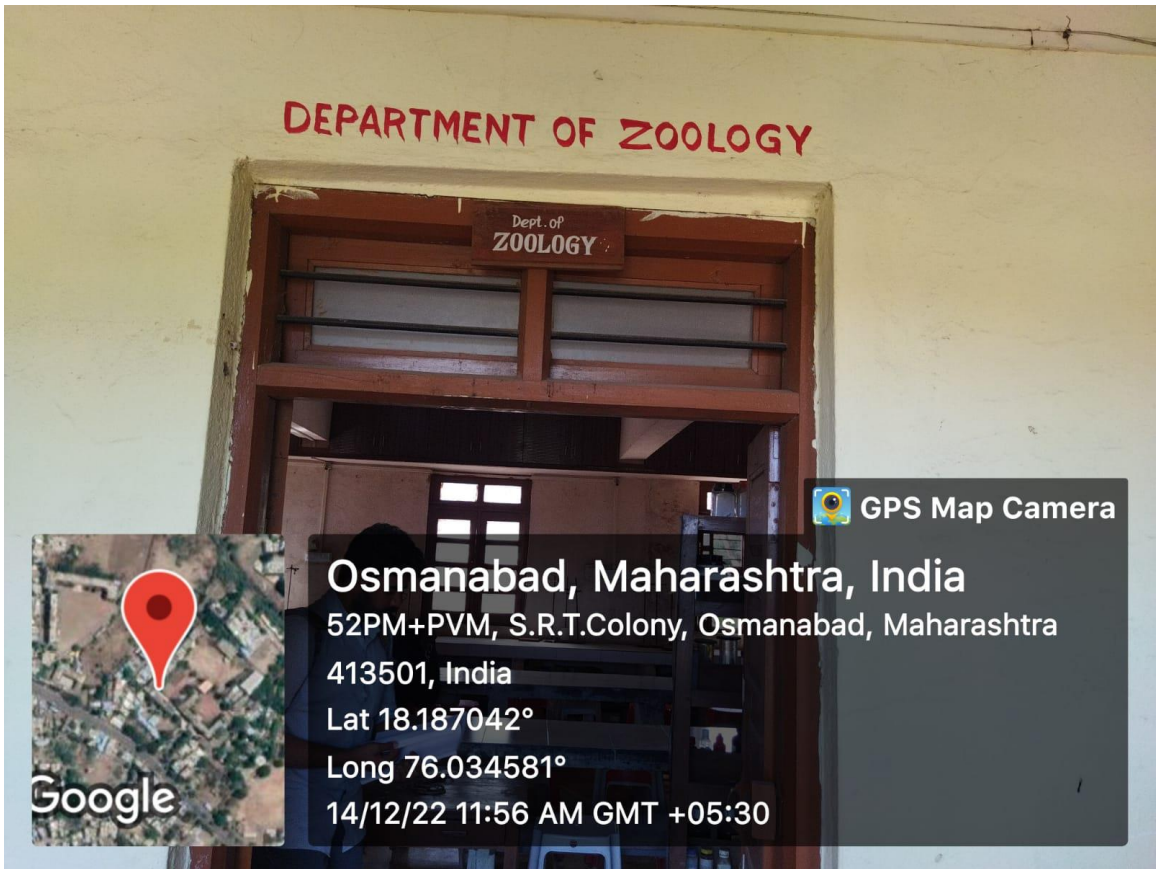 DEPARTMENT OF ZOOLOGY
Dept. of
ZOOLOGY
GPS Map Camera
Osmanabad, Maharashtra, India
52PM+PVM, S.R.T.Colony, Osmanabad, Maharashtra
413501, India
Lat 18.187042°
Long 76.034581°
14/12/22 11:56 AM GMT +05:30
Google